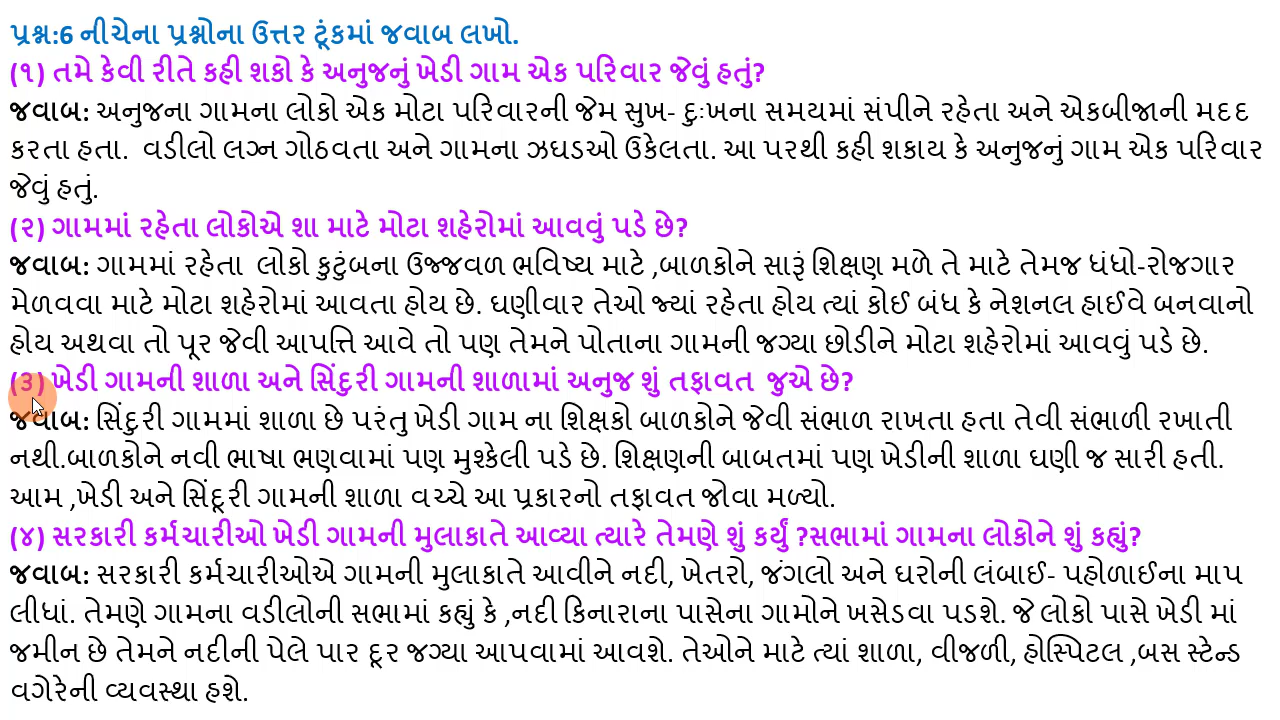 પ્રશ્ન:6 નીચેના પ્રશ્નોના ઉત્તર ટૂંકમાં જવાબ લખો.
(૧) તમે કેવી રીતે કહી શકો કે અનુજનું ખેડી ગામ એક પરિવાર જેવું હતું?
જવાબ: અનુજના ગામના લોકો એક મોટા પરિવારની જેમ સુખ- દુઃખના સમયમાં સંપીને રહેતા અને એકબીજાની મદદ
કરતા હતા. વડીલો લગ્ન ગોઠવતા અને ગામના ઝઘડઓ ઉકેલતા. આ પરથી કહી શકાય કે અનુજનું ગામ એક પરિવાર
જેવું હતું.
(૨) ગામમાં રહેતા લોકોએ શા માટે મોટા શહેરોમાં આવવું પડે છે?
જવાબ: ગામમાં રહેતા લોકો કુટુંબના ઉજ્જવળ ભવિષ્ય માટે ,બાળકોને સારૂં શિક્ષણ મળે તે માટે તેમજ ધંધો-રોજગાર
મેળવવા માટે મોટા શહેરોમાં આવતા હોય છે. ઘણીવાર તેઓ જ્યાં રહેતા હોય ત્યાં કોઈ બંધ કે નેશનલ હાઈવે બનવાનો
હોય અથવા તો પૂર જેવી આપત્તિ આવે તો પણ તેમને પોતાના ગામની જગ્યા છોડીને મોટા શહેરોમાં આવવું પડે છે.
(૩) ખેડી ગામની શાળા અને સિંદુરી ગામની શાળામાં અનુજ શું તફાવત જુએ છે?
જવાબ: સિંદુરી ગામમાં શાળા છે પરંતુ ખેડી ગામ ના શિક્ષકો બાળકોને જેવી સંભાળ રાખતા હતા તેવી સંભાળી રખાતી
નથી.બાળકોને નવી ભાષા ભણવામાં પણ મુશ્કેલી પડે છે. શિક્ષણની બાબતમાં પણ ખેડીની શાળા ઘણી જ સારી હતી.
આમ ,ખેડી અને સિંદૂરી ગામની શાળા વચ્ચે આ પ્રકારનો તફાવત જોવા મળ્યો.
(૪) સરકારી કર્મચારીઓ ખેડી ગામની મુલાકાતે આવ્યા ત્યારે તેમણે શું કર્યું ?સભામાં ગામના લોકોને શું કહ્યું?
જવાબ: સરકારી કર્મચારીઓએ ગામની મુલાકાતે આવીને નદી, ખેતરો, જંગલો અને ઘરોની લંબાઈ- પહોળાઈના માપ
લીધાં. તેમણે ગામના વડીલોની સભામાં કહ્યું કે ,નદી કિનારાના પાસેના ગામોને ખસેડવા પડશે. જે લોકો પાસે ખેડી માં
જમીન છે તેમને નદીની પેલે પાર દૂર જગ્યા આપવામાં આવશે. તેઓને માટે ત્યાં શાળા, વીજળી, હોસ્પિટલ ,બસ સ્ટેન્ડ
વગેરેની વ્યવસ્થા હશે.